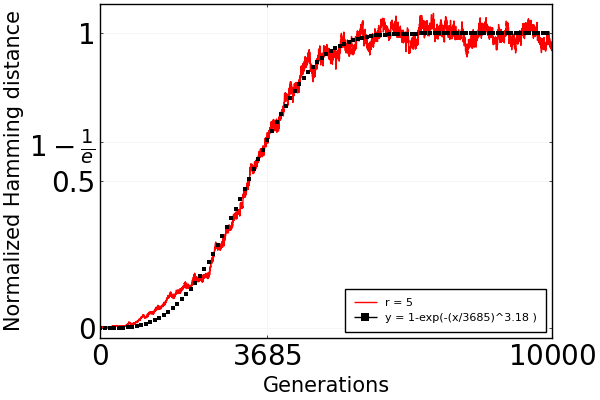 Normalized Hamming distance
1
1 − 1/e
0.5
0
r = 5
y = 1-exp(-(x/3685)^3.18 )
0
3685
10000
Generations